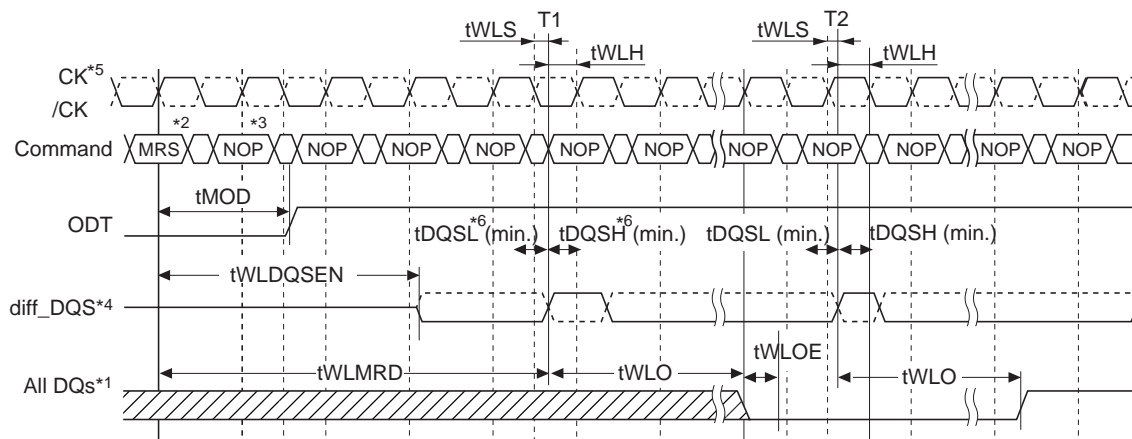 T1 T2
tWLS tWLS
tWLH tWLH
CK*5
/CK
*2 *3
Command MRS NOP NOP NOP NOP NOP NOP NOP NOP NOP NOP NOP
tMOD
ODT
tDQSL*6 (min.) tDQSH*6 (min.) tDQSL (min.) tDQSH (min.)
tWLDQSEN
diff_DQS*4
tWLOE
tWLMRD tWLO tWLO
All DQs*1